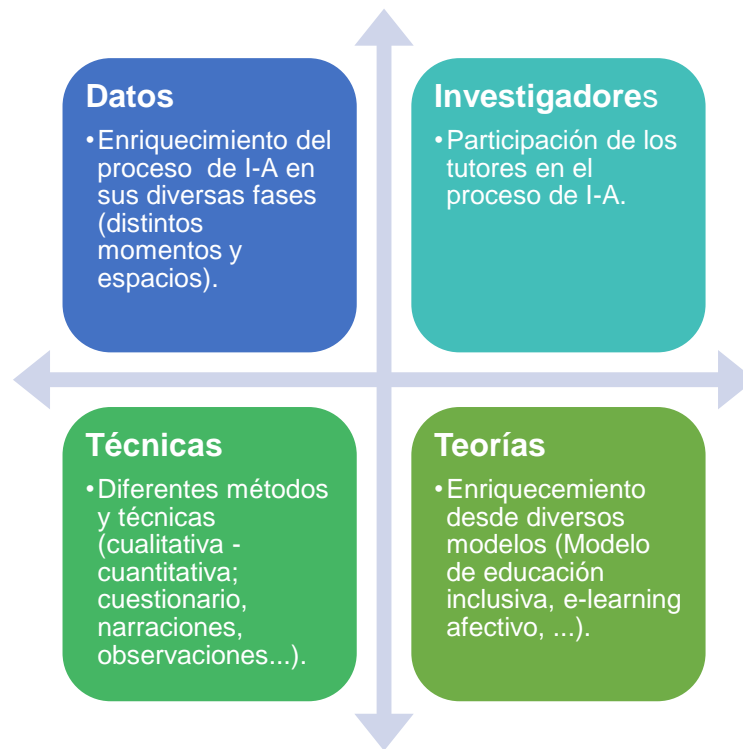 Datos
•Enriquecimiento del
proceso de I-A en
sus diversas fases
(distintos
momentos y
espacios).
Investigadores
•Participación de los
tutores en el
proceso de I-A.
Técnicas
•Diferentes métodos
y técnicas
(cualitativa -
cuantitativa;
cuestionario,
narraciones,
observaciones...).
Teorías
•Enriquecemiento
desde diversos
modelos (Modelo
de educación
inclusiva, e-learning
afectivo, ...).